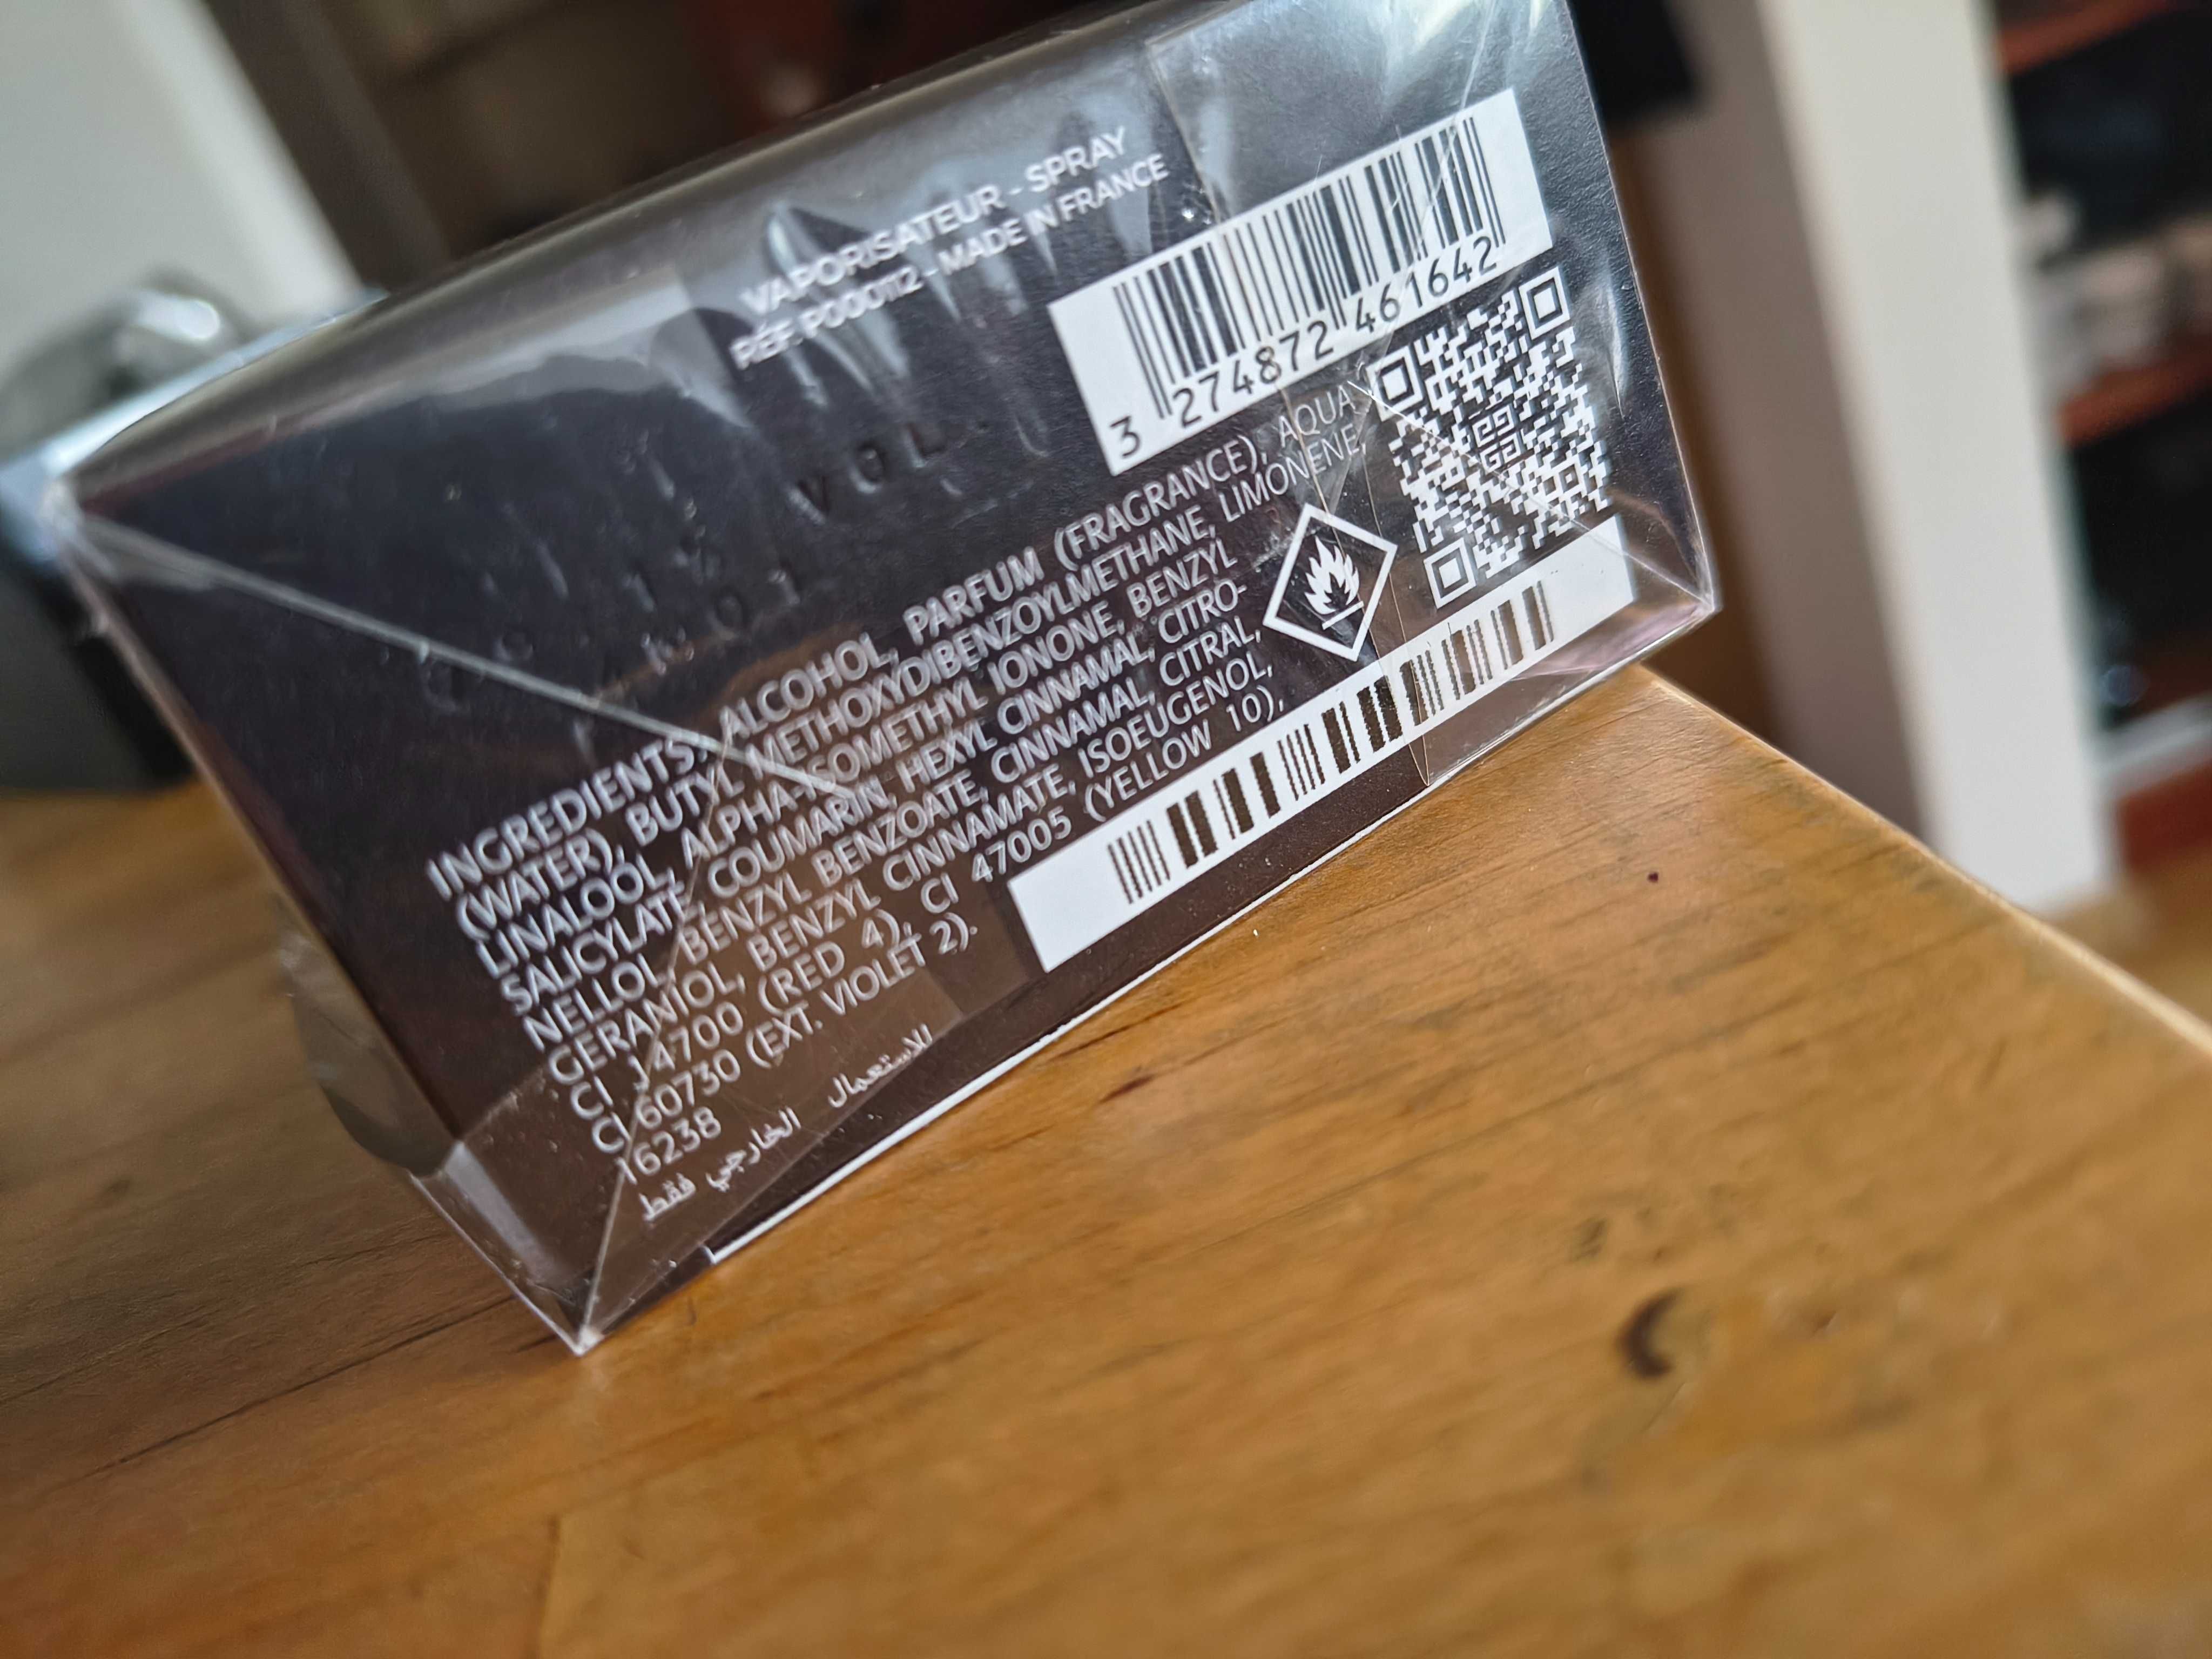 VAPORISATEUR - SPRAY
RÉF: P000112 - MADE IN FRANCE
3 274872 461642
INGREDIENTS: ALCOHOL, PARFUM (FRAGRANCE), AQUA
(WATER), BUTYL METHOXYDIBENZOYLMETHANE, LIMONENE,
LINALOOL, ALPHA-ISOMETHYL IONONE, BENZYL
SALICYLATE, COUMARIN, HEXYL CINNAMAL, CITRO-
NELLOL, BENZYL BENZOATE, CINNAMAL, CITRAL,
GERANIOL, BENZYL CINNAMATE, ISOEUGENOL,
CI 14700 (RED 4), CI 47005 (YELLOW 10),
CI 60730 (EXT. VIOLET 2).
16238
للاستعمال الخارجي فقط